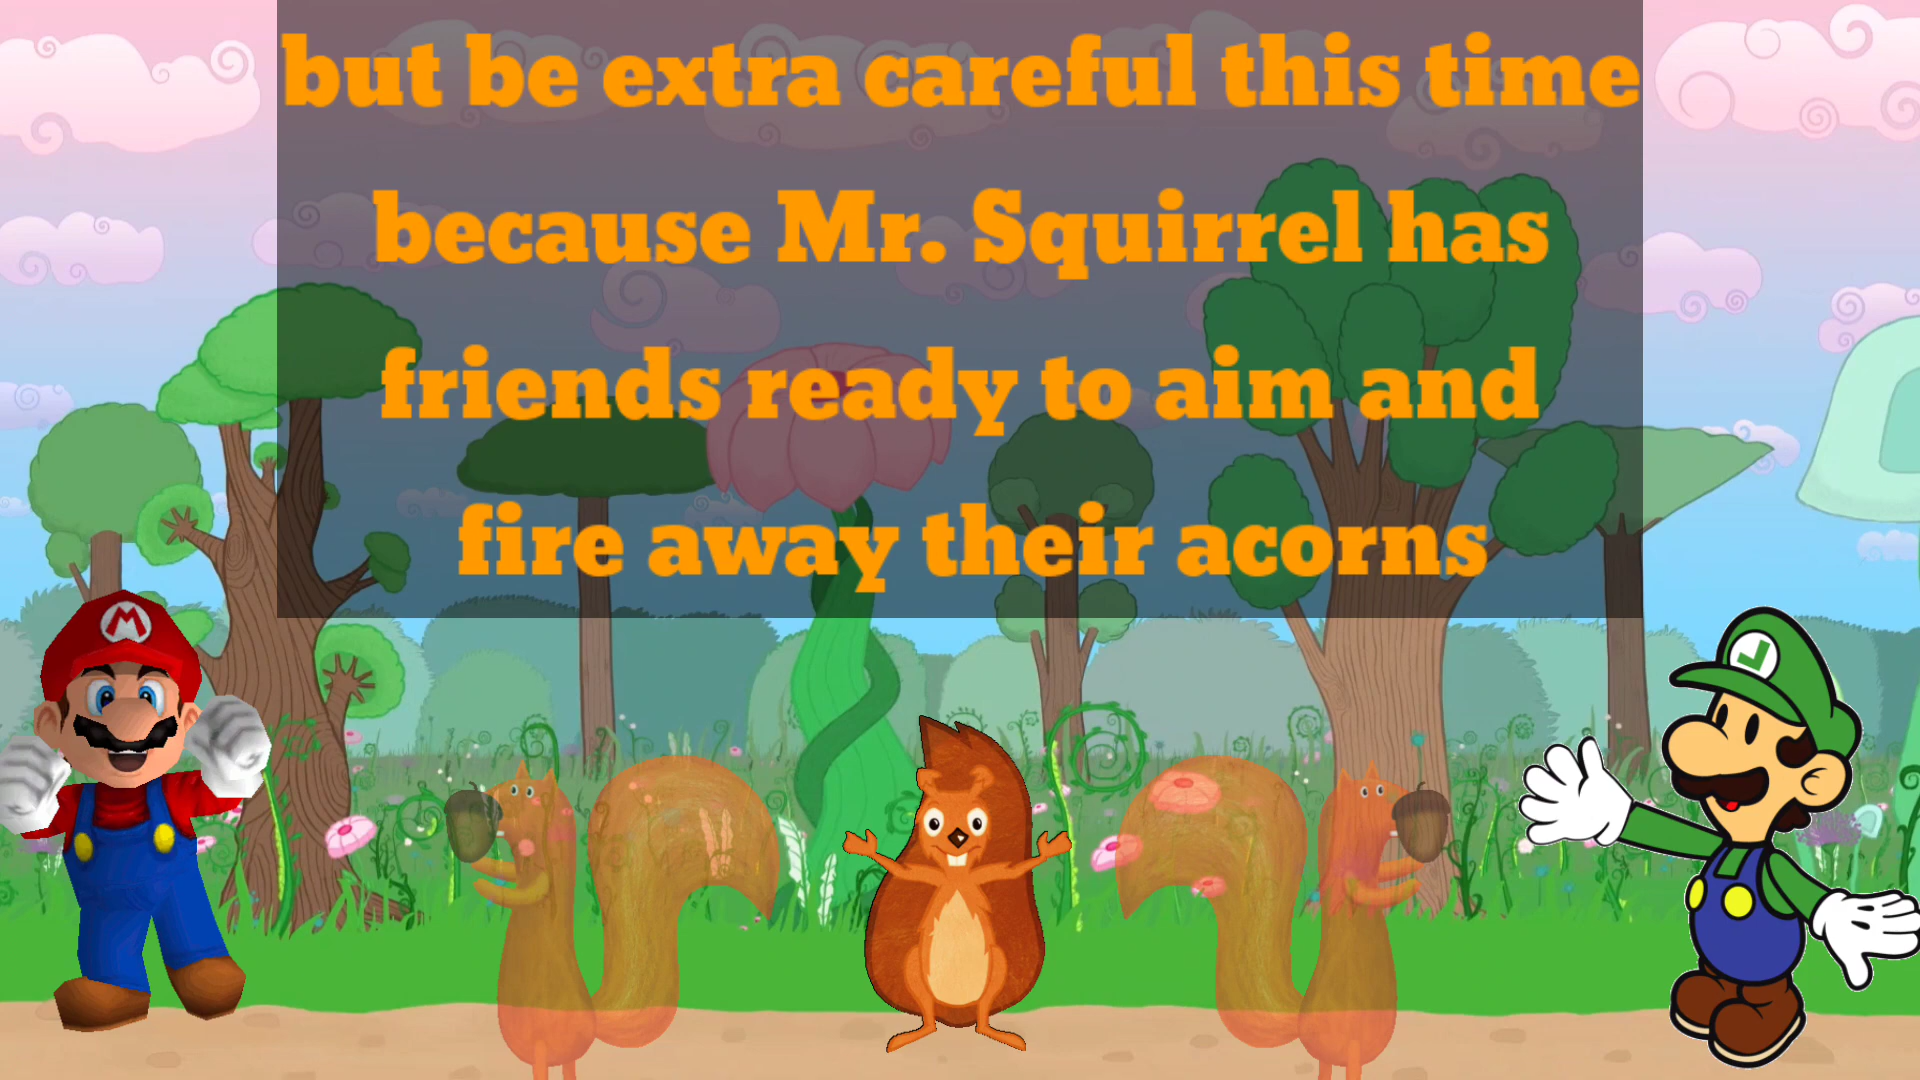 but be extra careful this time
because Mr. Squirrel has
friends ready to aim and
fire away their acorns
M
L